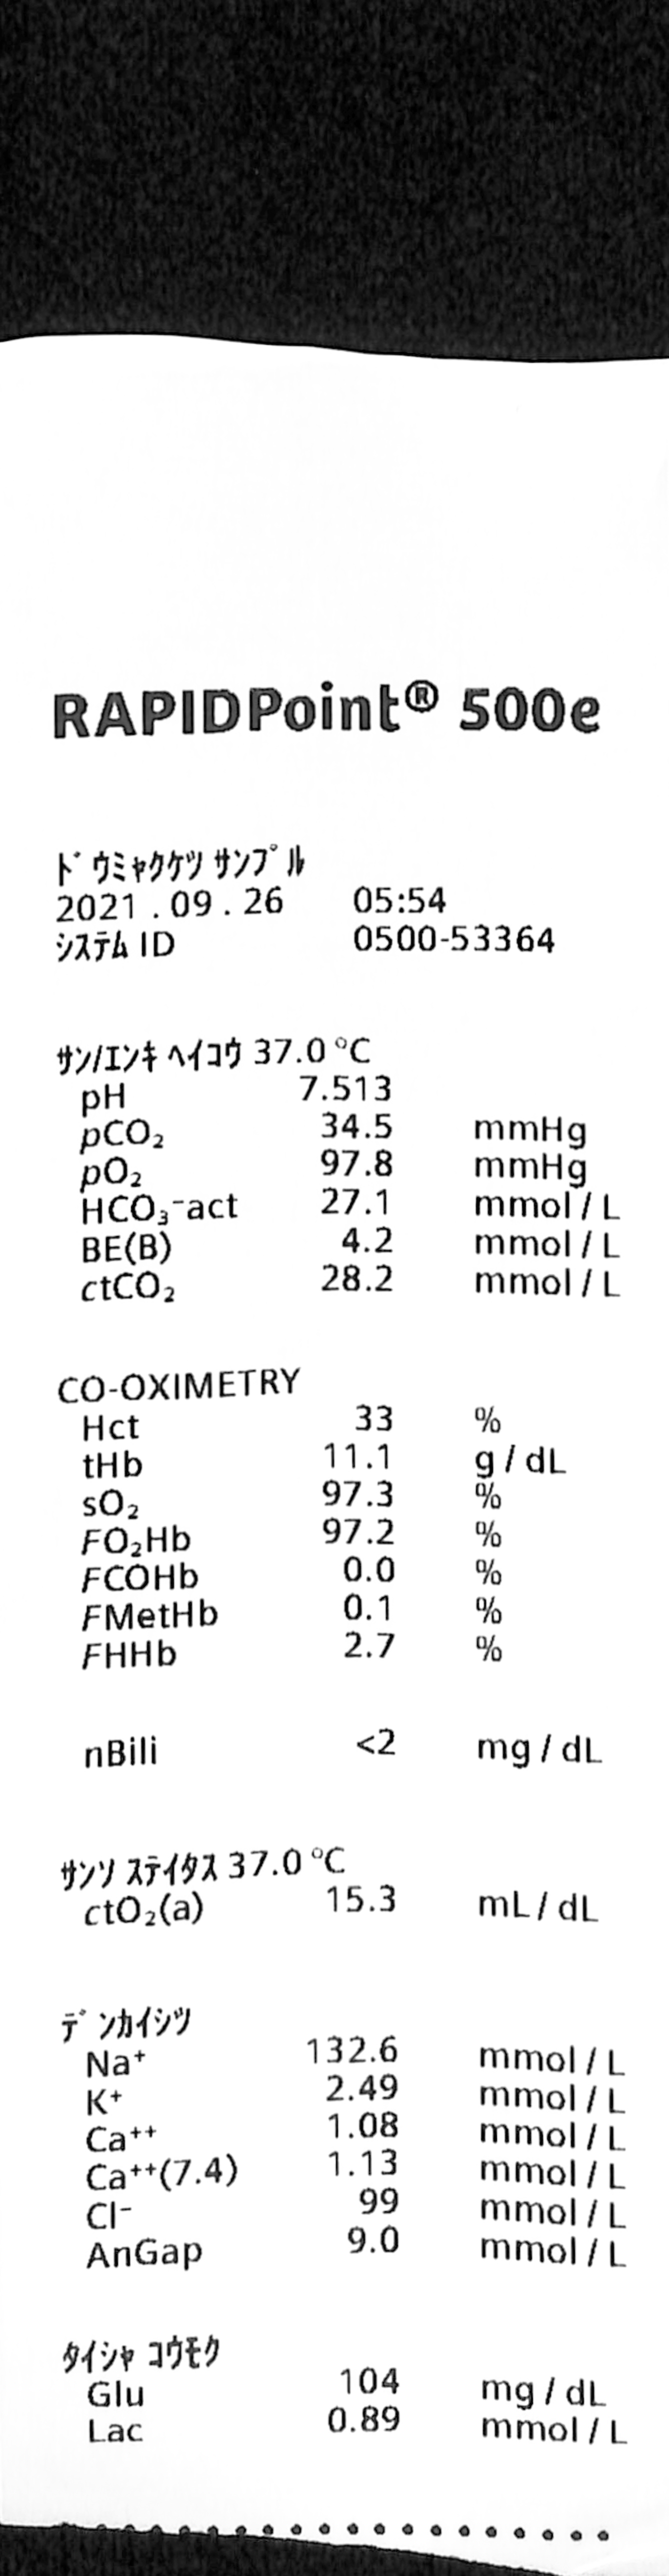 RAPIDPoint® 500e
ﾄﾞｳﾐｬｸｹﾂ ｻﾝﾌﾟﾙ
2021 . 09 . 26 05:54
ｼｽﾃﾑ ID 0500-53364
ｻﾝ/ｴﾝｷ ﾍｲｺｳ 37.0 °C
pH 7.513
pCO₂ 34.5 mmHg
pO₂ 97.8 mmHg
HCO₃⁻act 27.1 mmol / L
BE(B) 4.2 mmol / L
ctCO₂ 28.2 mmol / L
CO-OXIMETRY
Hct 33 %
tHb 11.1 g / dL
sO₂ 97.3 %
FO₂Hb 97.2 %
FCOHb 0.0 %
FMetHb 0.1 %
FHHb 2.7 %
nBili <2 mg / dL
ｻﾝｿ ｽﾃｲﾀｽ 37.0 °C
ctO₂(a) 15.3 mL / dL
ﾃﾞﾝｶｲｼﾂ
Na⁺ 132.6 mmol / L
K⁺ 2.49 mmol / L
Ca⁺⁺ 1.08 mmol / L
Ca⁺⁺(7.4) 1.13 mmol / L
Cl⁻ 99 mmol / L
AnGap 9.0 mmol / L
ﾀｲｼｬ ｺｳﾓｸ
Glu 104 mg / dL
Lac 0.89 mmol / L